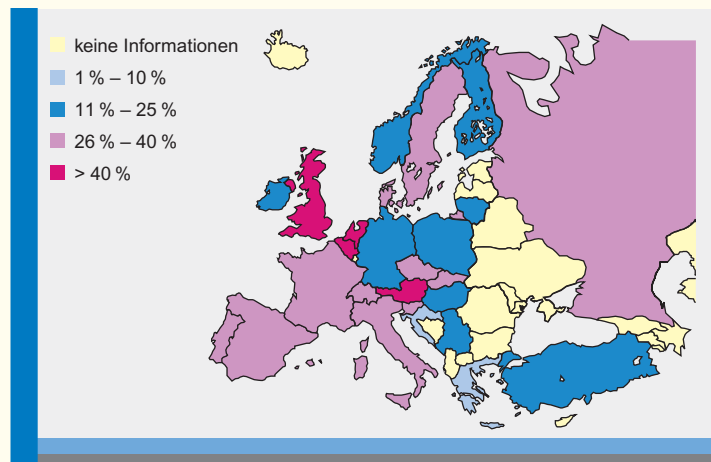 keine Informationen
1 % – 10 %
11 % – 25 %
26 % – 40 %
> 40 %